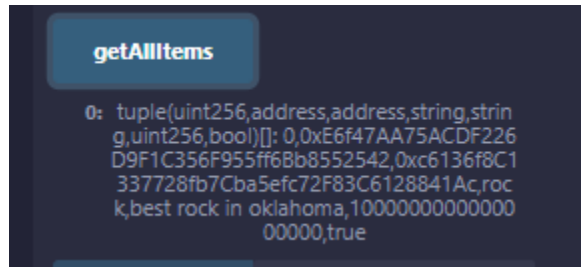 getAllItems
0: tuple(uint256,address,address,string,strin
g,uint256,bool)[]: 0,0xE6f47AA75ACDF226
D9F1C356F955ff6Bb8552542,0xc6136f8C1
337728fb7Cba5efc72F83C6128841Ac,roc
k,best rock in oklahoma,10000000000000
00000,true